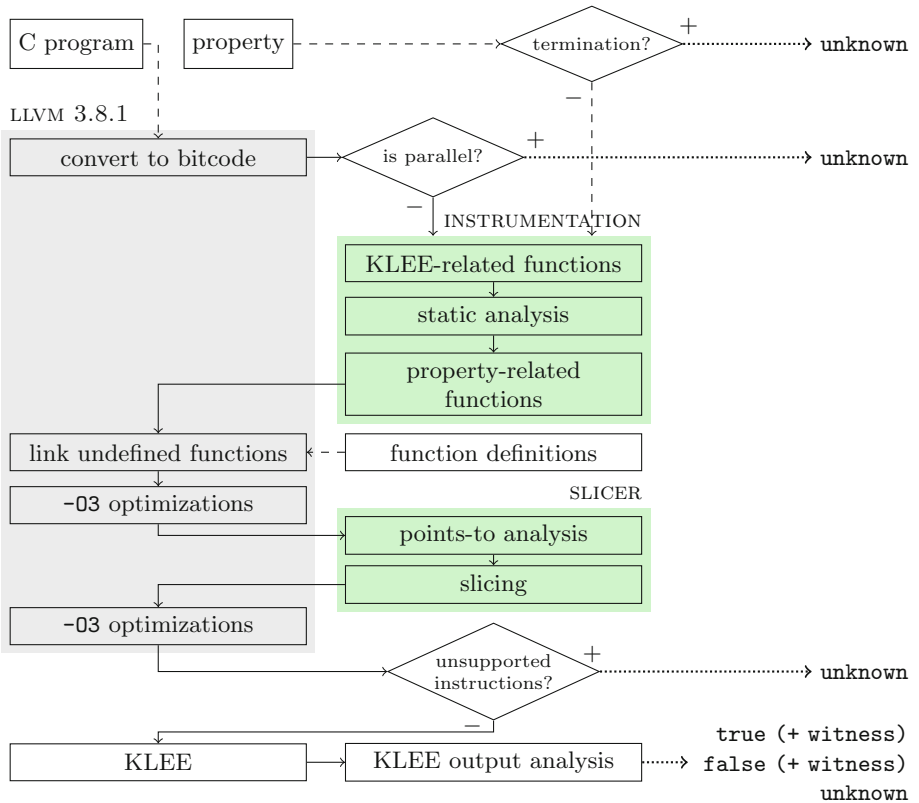 C program
property
termination?
+
unknown
−
LLVM 3.8.1
convert to bitcode
is parallel?
+
unknown
−
INSTRUMENTATION
KLEE-related functions
static analysis
property-related
functions
link undefined functions
function definitions
-O3 optimizations
SLICER
points-to analysis
slicing
-O3 optimizations
unsupported
instructions?
+
unknown
−
KLEE
KLEE output analysis
true (+ witness)
false (+ witness)
unknown